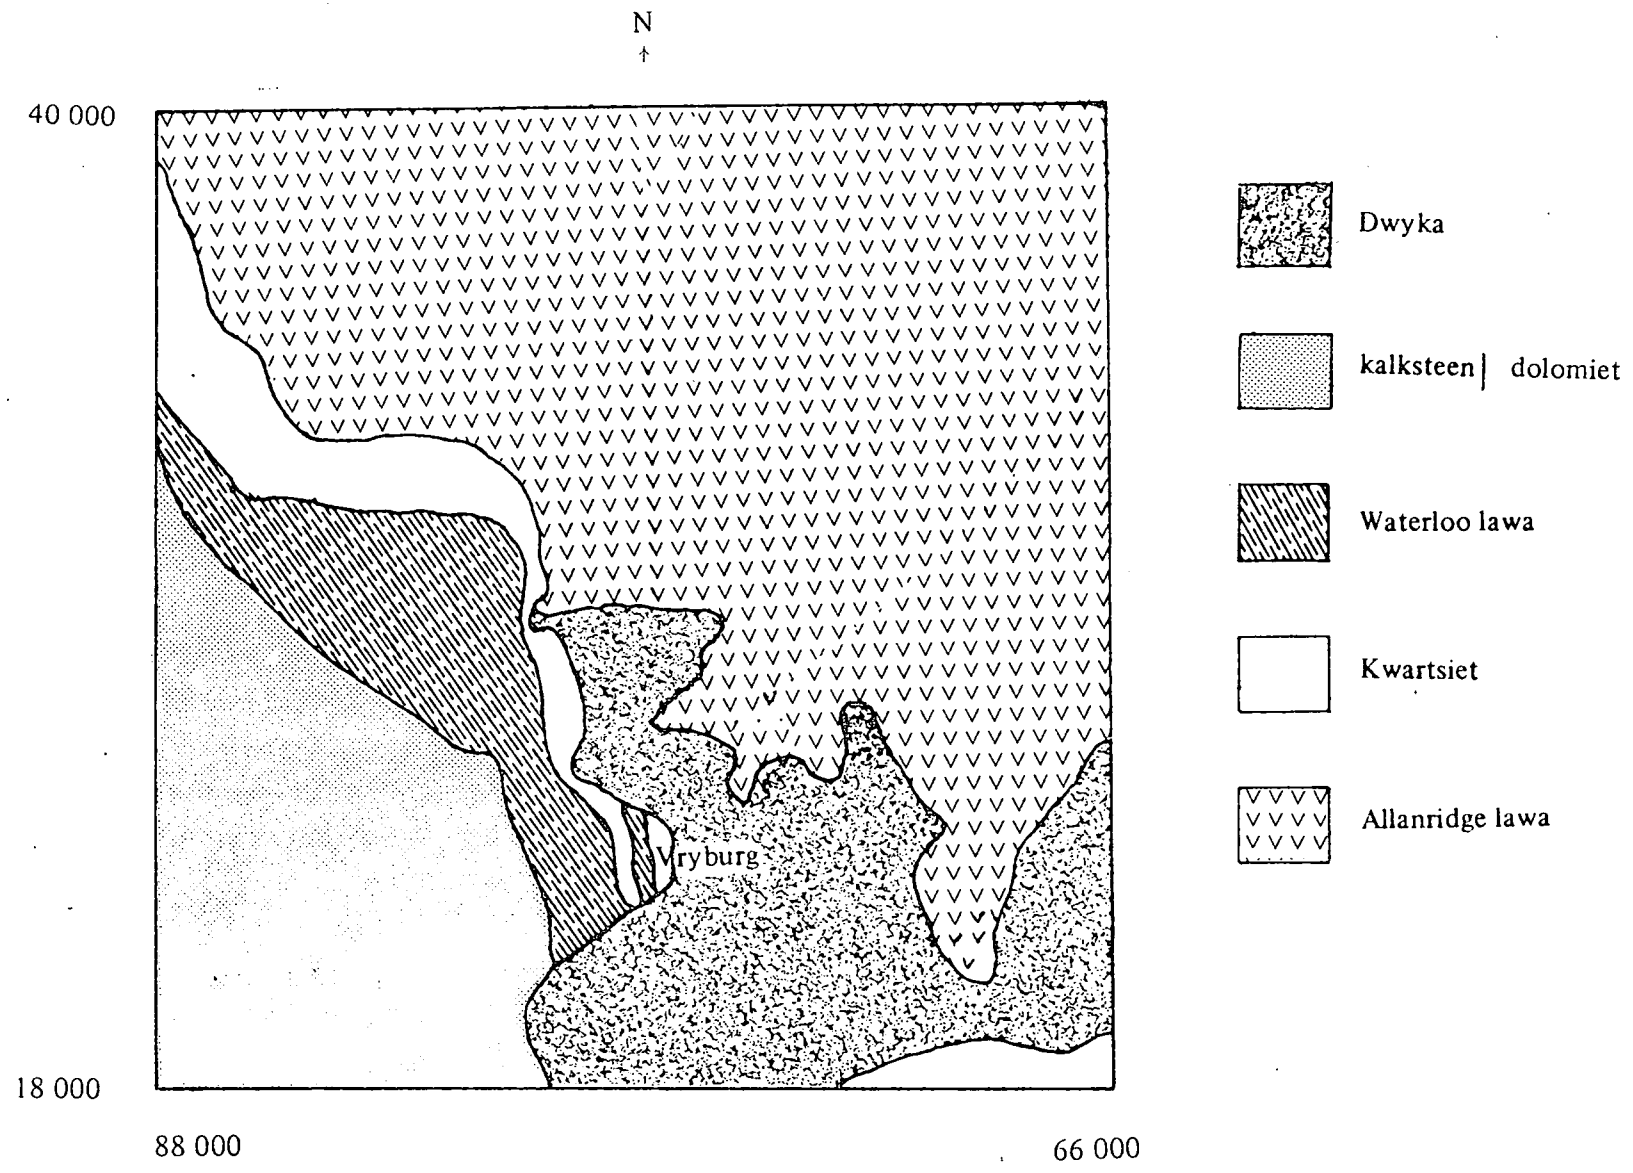 N
40 000
Dwyka
kalksteen | dolomiet
Waterloo lawa
Kwartsiet
Allanridge lawa
Vryburg
18 000
88 000
66 000